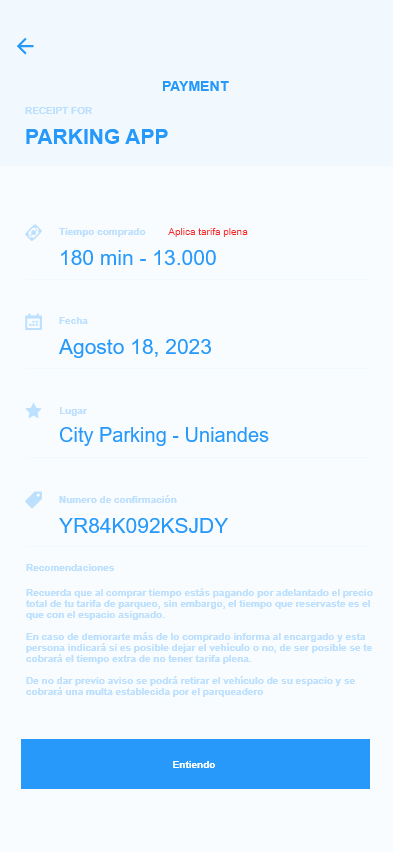 PAYMENT
RECEIPT FOR
PARKING APP
Tiempo comprado Aplica tarifa plena
180 min - 13.000
Fecha
Agosto 18, 2023
Lugar
City Parking - Uniandes
Numero de confirmación
YR84K092KSJDY
Recomendaciones
Recuerda que al comprar tiempo estás pagando por adelantado el precio
total de tu tarifa de parqueo, sin embargo, el tiempo que reservaste es el
que con el espacio asignado.
En caso de demorarte más de lo comprado informa al encargado y esta
persona indicará si es posible dejar el vehículo o no, de ser posible se te
cobrará el tiempo extra de no tener tarifa plena.
De no dar previo aviso se podrá retirar el vehículo de su espacio y se
cobrará una multa establecida por el parqueadero
Entiendo